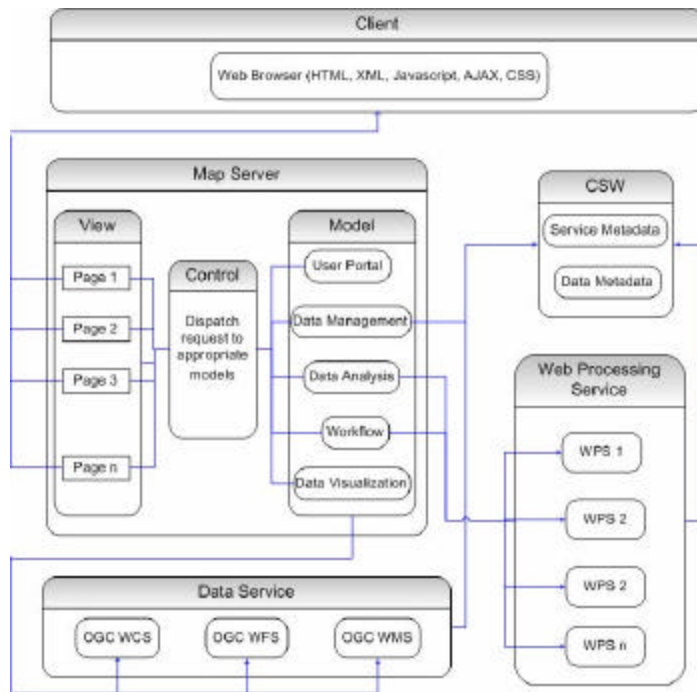 Client
Web Browser (HTML, XML, Javascript, AJAX, CSS)
Map Server
View
Page 1
Page 2
Page 3
Page n
Control
Dispatch
request to
appropriate
models
Model
User Portal
Data Management
Data Analysis
Workflow
Data Visualization
CSW
Service Metadata
Data Metadata
Web Processing
Service
WPS 1
WPS 2
WPS 2
WPS n
Data Service
OGC WCS
OGC WFS
OGC WMS